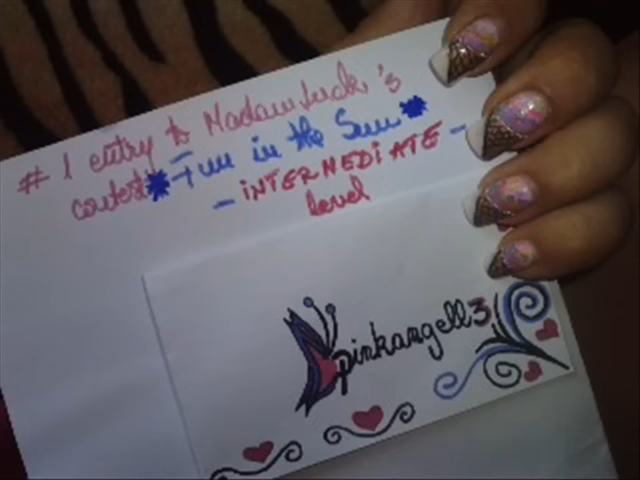 # 1 entry to Madamluck's
contest *Fun in the Sun*
- INTERMEDIATE -
level
pinkangell3